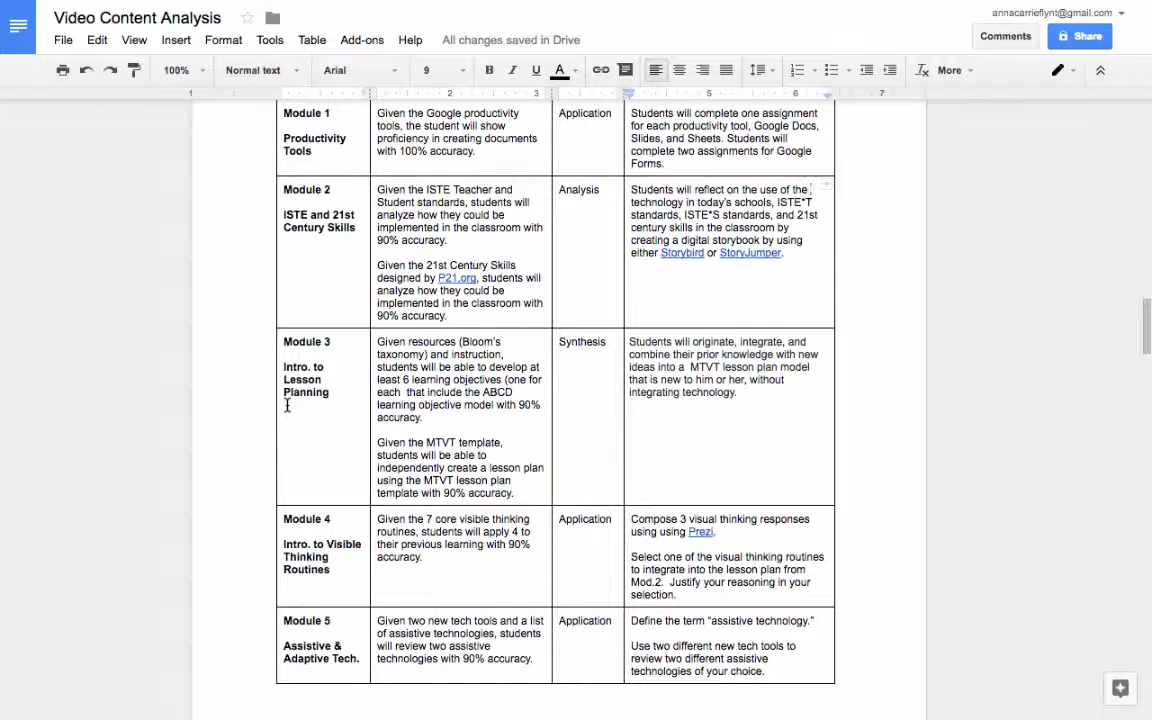 Video Content Analysis
annacarrieflynt@gmail.com
File Edit View Insert Format Tools Table Add-ons Help All changes saved in Drive
Comments
Share
100% Normal text Arial 9 B I U A More
1 2 3 5 6 7
Module 1
Productivity
Tools
Given the Google productivity
tools, the student will show
proficiency in creating documents
with 100% accuracy.
Application
Students will complete one assignment
for each productivity tool, Google Docs,
Slides, and Sheets. Students will
complete two assignments for Google
Forms.
Module 2
ISTE and 21st
Century Skills
Given the ISTE Teacher and
Student standards, students will
analyze how they could be
implemented in the classroom with
90% accuracy.
Given the 21st Century Skills
designed by P21.org, students will
analyze how they could be
implemented in the classroom with
90% accuracy.
Analysis
Students will reflect on the use of the
technology in today's schools, ISTE*T
standards, ISTE*S standards, and 21st
century skills in the classroom by
creating a digital storybook by using
either Storybird or StoryJumper.
Module 3
Intro. to
Lesson
Planning
Given resources (Bloom's
taxonomy) and instruction,
students will be able to develop at
least 6 learning objectives (one for
each that include the ABCD
learning objective model with 90%
accuracy.
Given the MTVT template,
students will be able to
independently create a lesson plan
using the MTVT lesson plan
template with 90% accuracy.
Synthesis
Students will originate, integrate, and
combine their prior knowledge with new
ideas into a MTVT lesson plan model
that is new to him or her, without
integrating technology.
Module 4
Intro. to Visible
Thinking
Routines
Given the 7 core visible thinking
routines, students will apply 4 to
their previous learning with 90%
accuracy.
Application
Compose 3 visual thinking responses
using using Prezi.
Select one of the visual thinking routines
to integrate into the lesson plan from
Mod.2. Justify your reasoning in your
selection.
Module 5
Assistive &
Adaptive Tech.
Given two new tech tools and a list
of assistive technologies, students
will review two assistive
technologies with 90% accuracy.
Application
Define the term "assistive technology."
Use two different new tech tools to
review two different assistive
technologies of your choice.